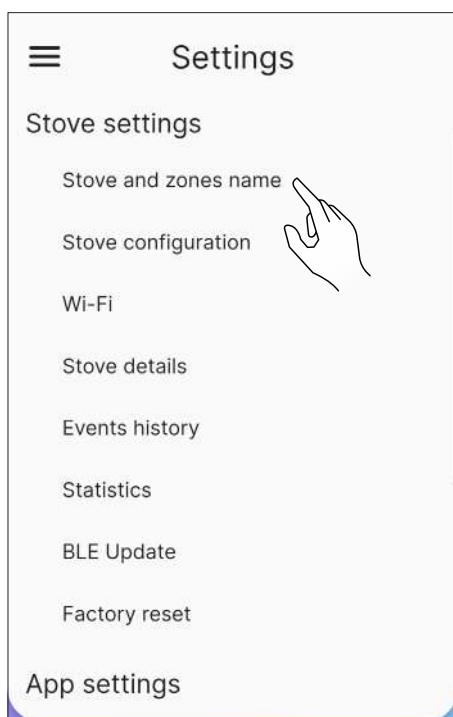 Settings
Stove settings
Stove and zones name
Stove configuration
Wi-Fi
Stove details
Events history
Statistics
BLE Update
Factory reset
App settings